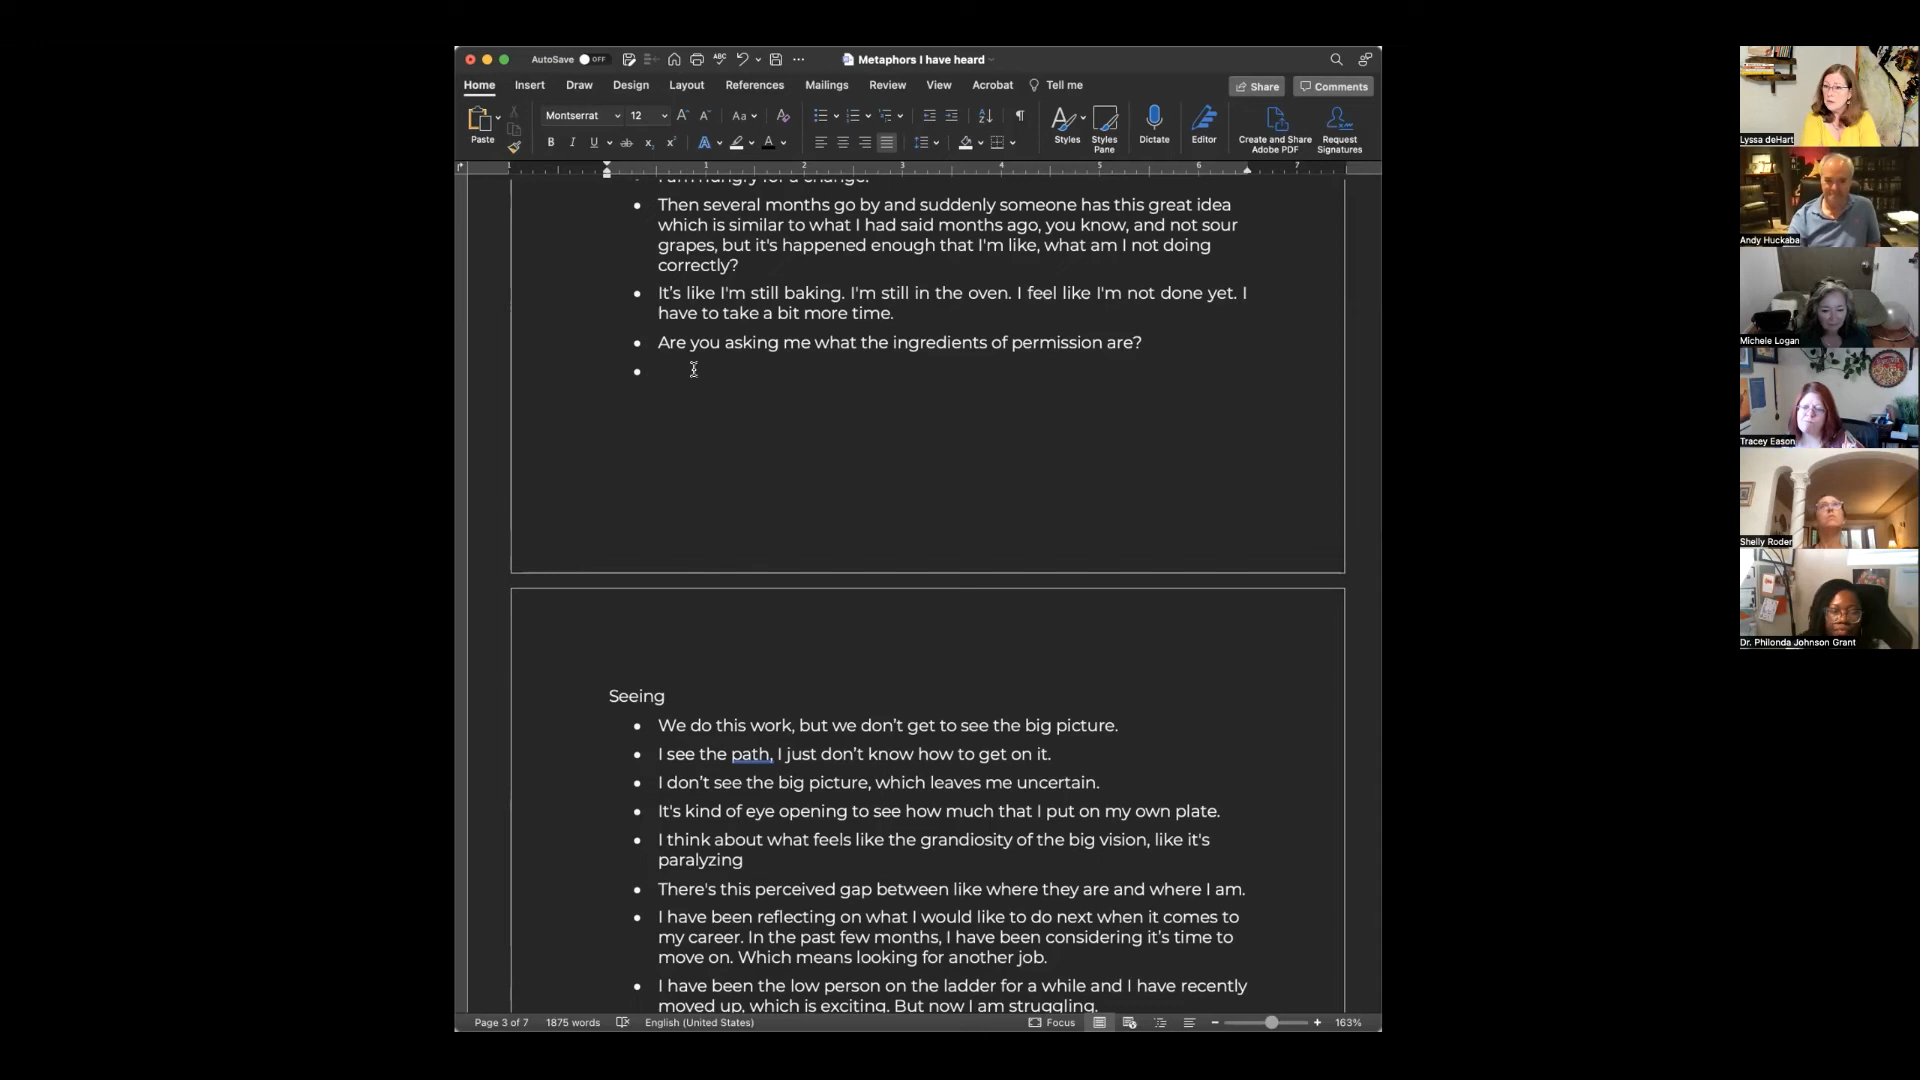 AutoSave OFF
Metaphors I have heard
Home Insert Draw Design Layout References Mailings Review View Acrobat Tell me
Share Comments
Paste
Montserrat 12
Styles
Styles Pane
Dictate
Editor
Create and Share Adobe PDF
Request Signatures
1 1 2 3 4 5 6 7
I am hungry for a change.
Then several months go by and suddenly someone has this great idea
which is similar to what I had said months ago, you know, and not sour
grapes, but it's happened enough that I'm like, what am I not doing
correctly?
It’s like I'm still baking. I'm still in the oven. I feel like I'm not done yet. I
have to take a bit more time.
Are you asking me what the ingredients of permission are?
Seeing
We do this work, but we don’t get to see the big picture.
I see the path, I just don’t know how to get on it.
I don’t see the big picture, which leaves me uncertain.
It's kind of eye opening to see how much that I put on my own plate.
I think about what feels like the grandiosity of the big vision, like it's
paralyzing
There's this perceived gap between like where they are and where I am.
I have been reflecting on what I would like to do next when it comes to
my career. In the past few months, I have been considering it’s time to
move on. Which means looking for another job.
I have been the low person on the ladder for a while and I have recently
moved up, which is exciting. But now I am struggling.
Page 3 of 7 1875 words English (United States) Focus 163%
Lyssa deHart
Andy Huckaba
Michele Logan
Tracey Eason
Shelly Roder
Dr. Philonda Johnson Grant